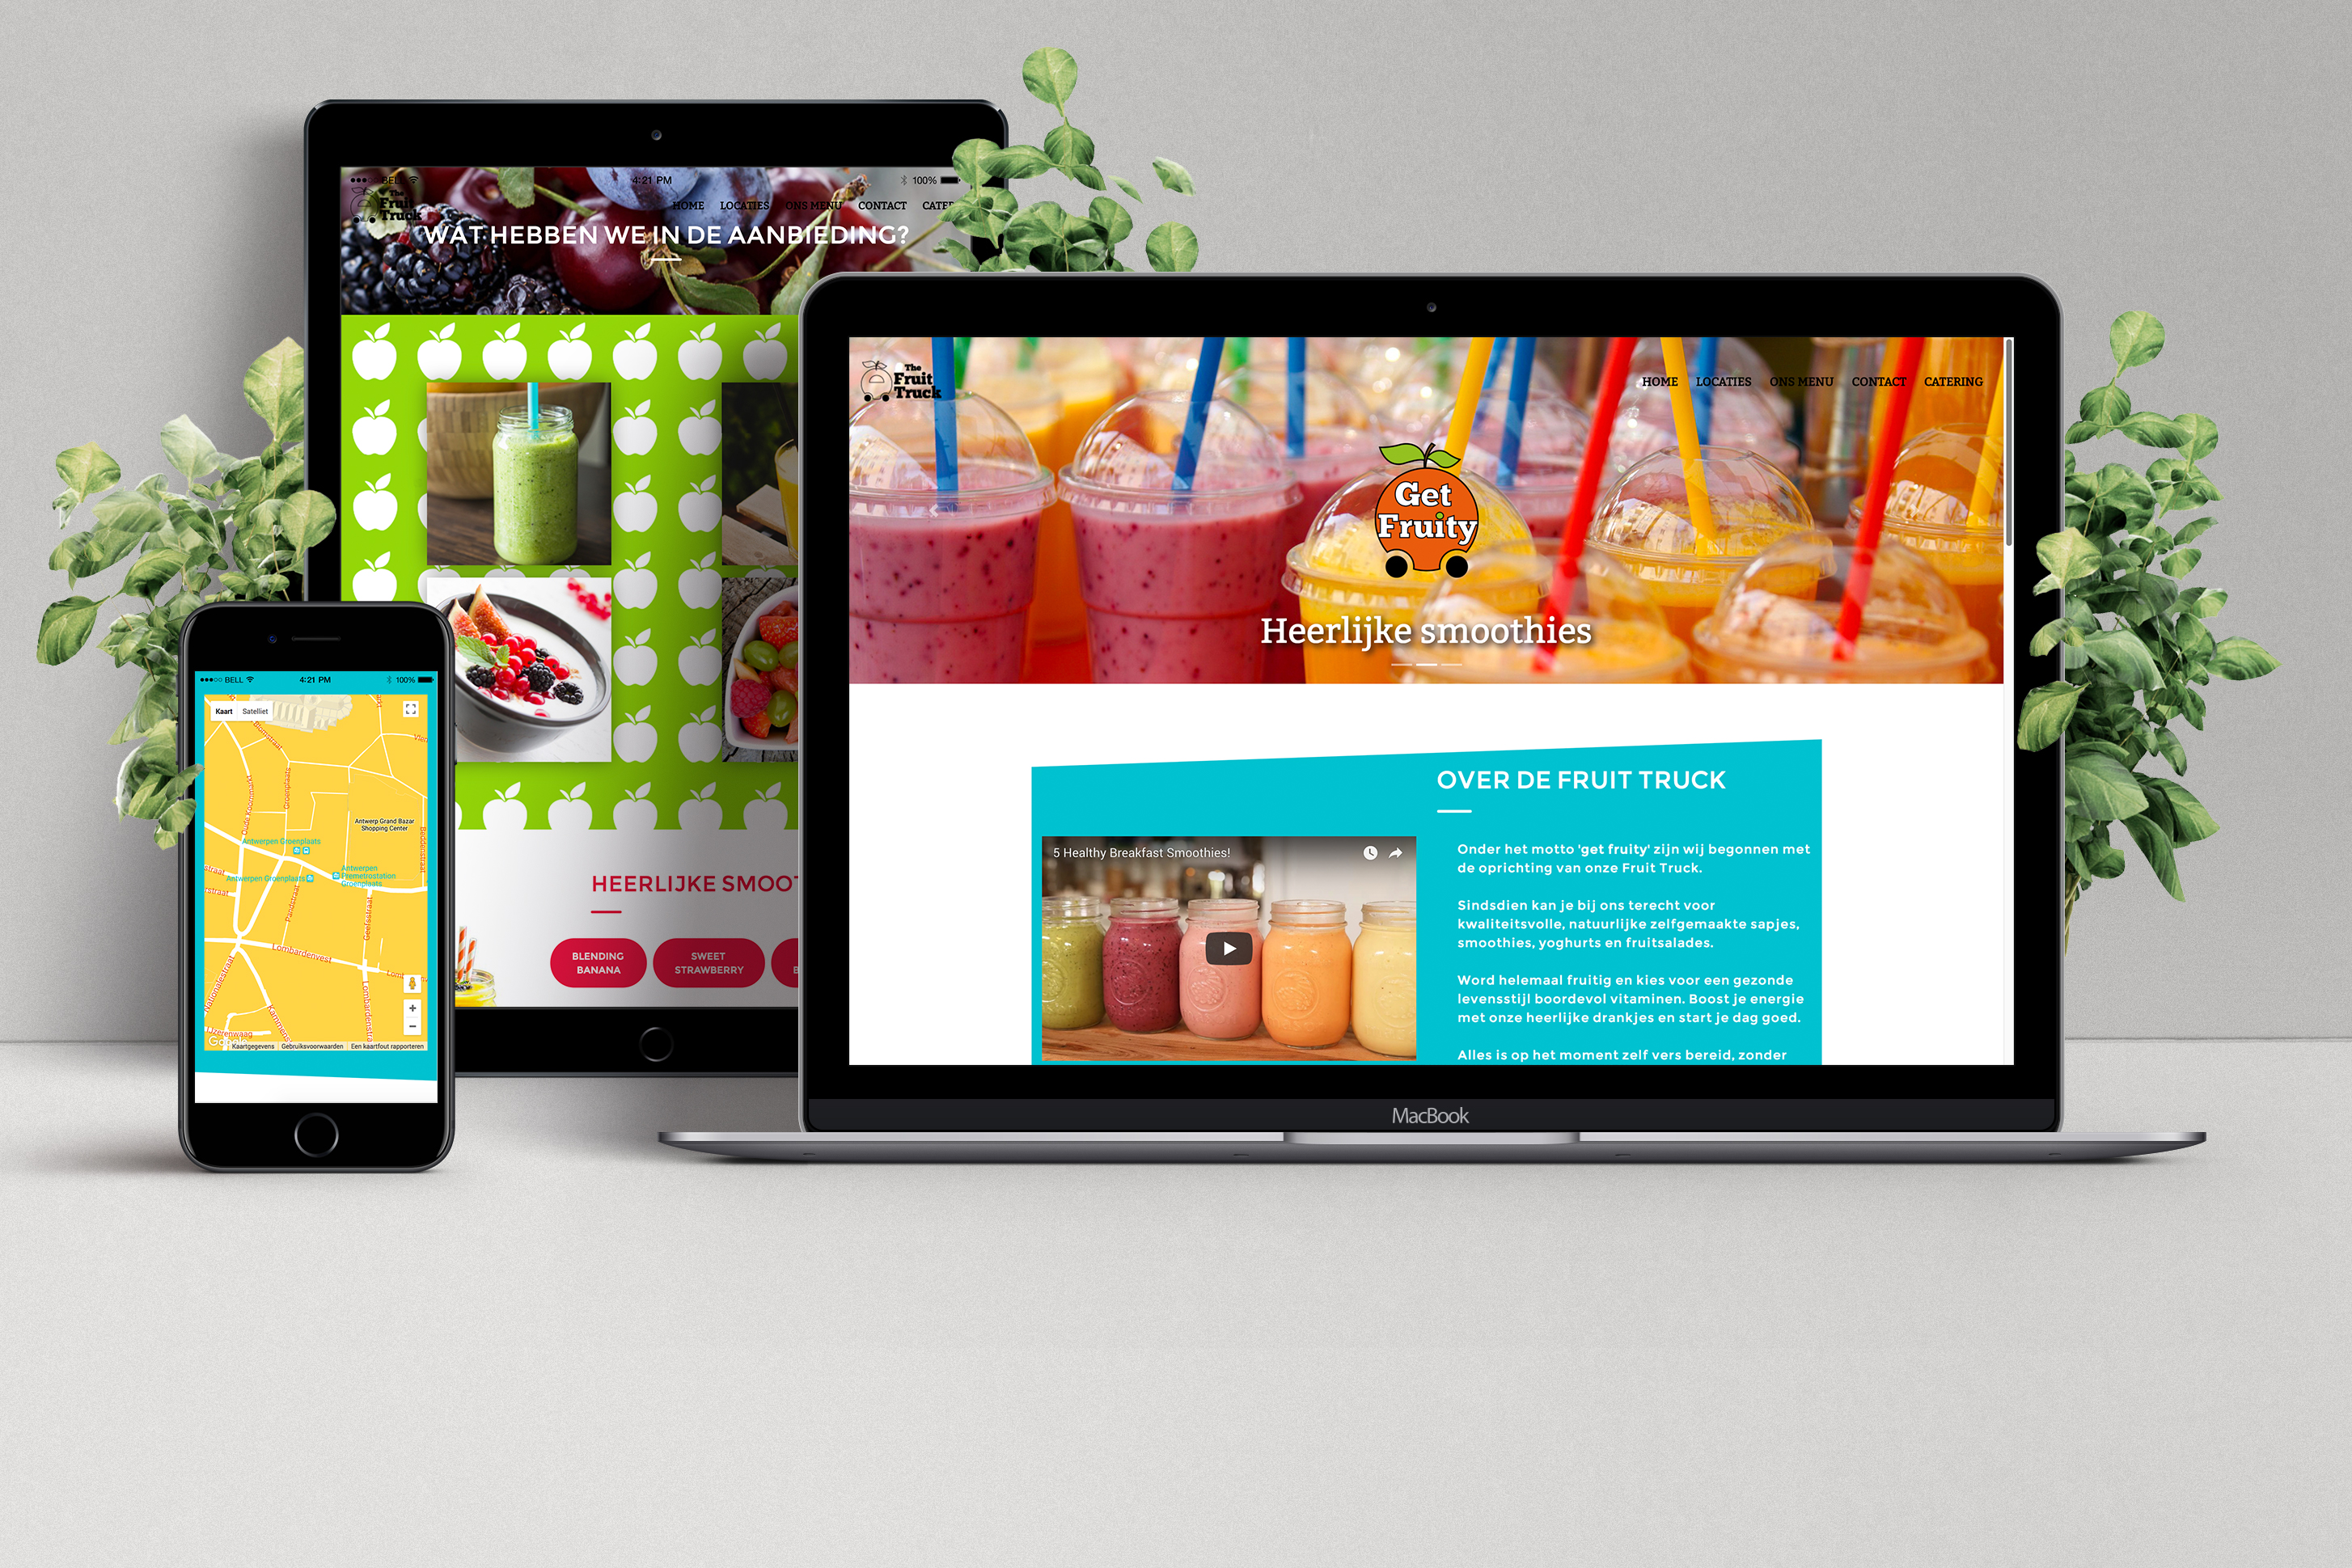 ●●●○○ BELL 4:21 PM 100%
The
Fruit
Truck
HOME LOCATIES ONS MENU CONTACT
WAT HEBBEN WE IN DE AANBIEDING?
HEERLIJKE
BLENDING
BANANA
SWEET
STRAWBERRY
The
Fruit
Truck
HOME LOCATIES ONS MENU CONTACT CATERING
Get
Fruity
Heerlijke smoothies
OVER DE FRUIT TRUCK
5 Healthy Breakfast Smoothies!
Onder het motto 'get fruity' zijn wij begonnen met
de oprichting van onze Fruit Truck.
Sindsdien kan je bij ons terecht voor
kwaliteitsvolle, natuurlijke zelfgemaakte sapjes,
smoothies, yoghurts en fruitsalades.
Word helemaal fruitig en kies voor een gezonde
levensstijl boordevol vitaminen. Boost je energie
met onze heerlijke drankjes en start je dag goed.
Alles is op het moment zelf vers bereid, zonder
MacBook
●●●○○ BELL 4:21 PM 100%
Kaart Satelliet
Groenplaats
Antwerp Grand Bazar
Shopping Center
Antwerpen Groenplaats
Antwerpen
Premetrostation
Groenplaats
Antwerpen Groenplaats
Pandstraat
Geefsstraat
Lombardenvest
Nationalestraat
IJzerenwaag
Google
Kaartgegevens Gebruiksvoorwaarden Een kaartfout rapporteren